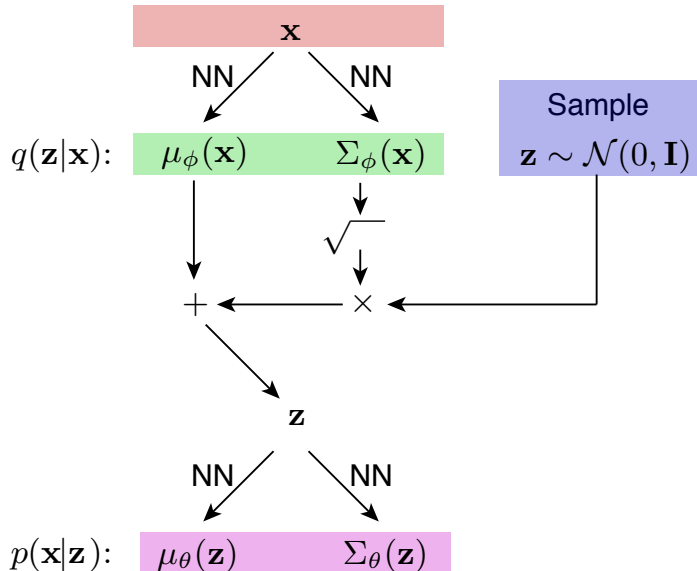 x
NN NN
Sample
q(z|x): μ_ϕ(x) Σ_ϕ(x) z ∼ 𝒩(0, I)
√
+ ×
z
NN NN
p(x|z): μ_θ(z) Σ_θ(z)